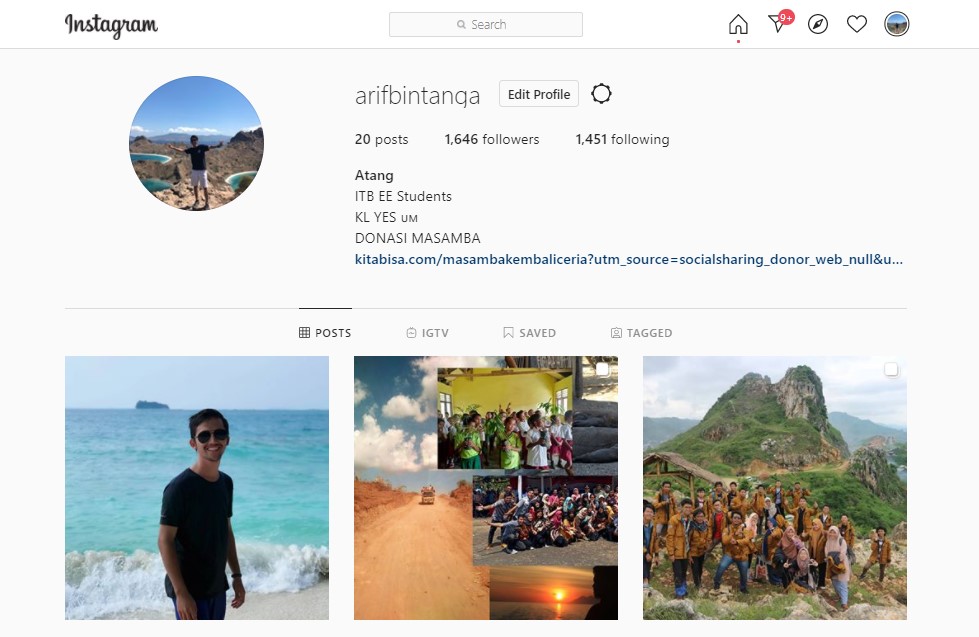 Instagram
Search
9+
arifbintanga
Edit Profile
20 posts 1,646 followers 1,451 following
Atang
ITB EE Students
KL YES UM
DONASI MASAMBA
kitabisa.com/masambakembaliceria?utm_source=socialsharing_donor_web_null&u...
POSTS IGTV SAVED TAGGED